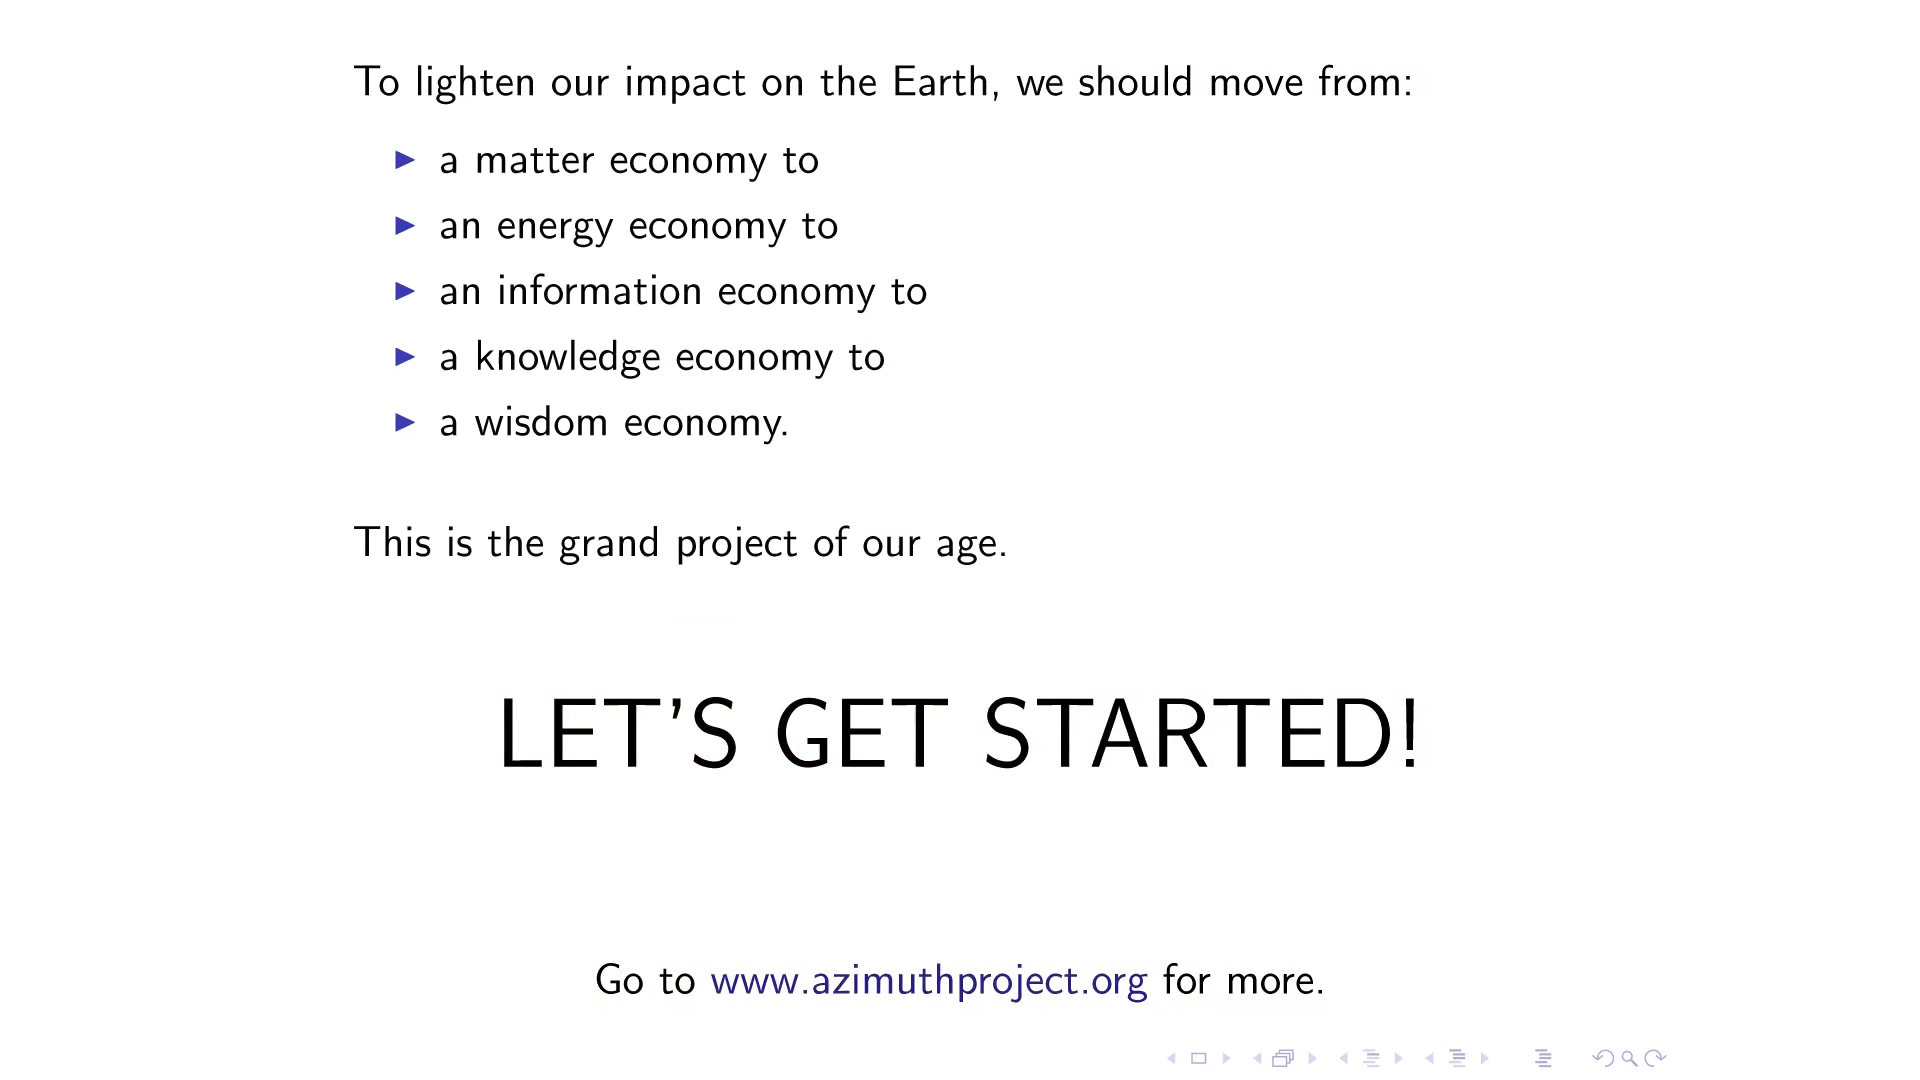 To lighten our impact on the Earth, we should move from:
a matter economy to
an energy economy to
an information economy to
a knowledge economy to
a wisdom economy.
This is the grand project of our age.
LET'S GET STARTED!
Go to www.azimuthproject.org for more.